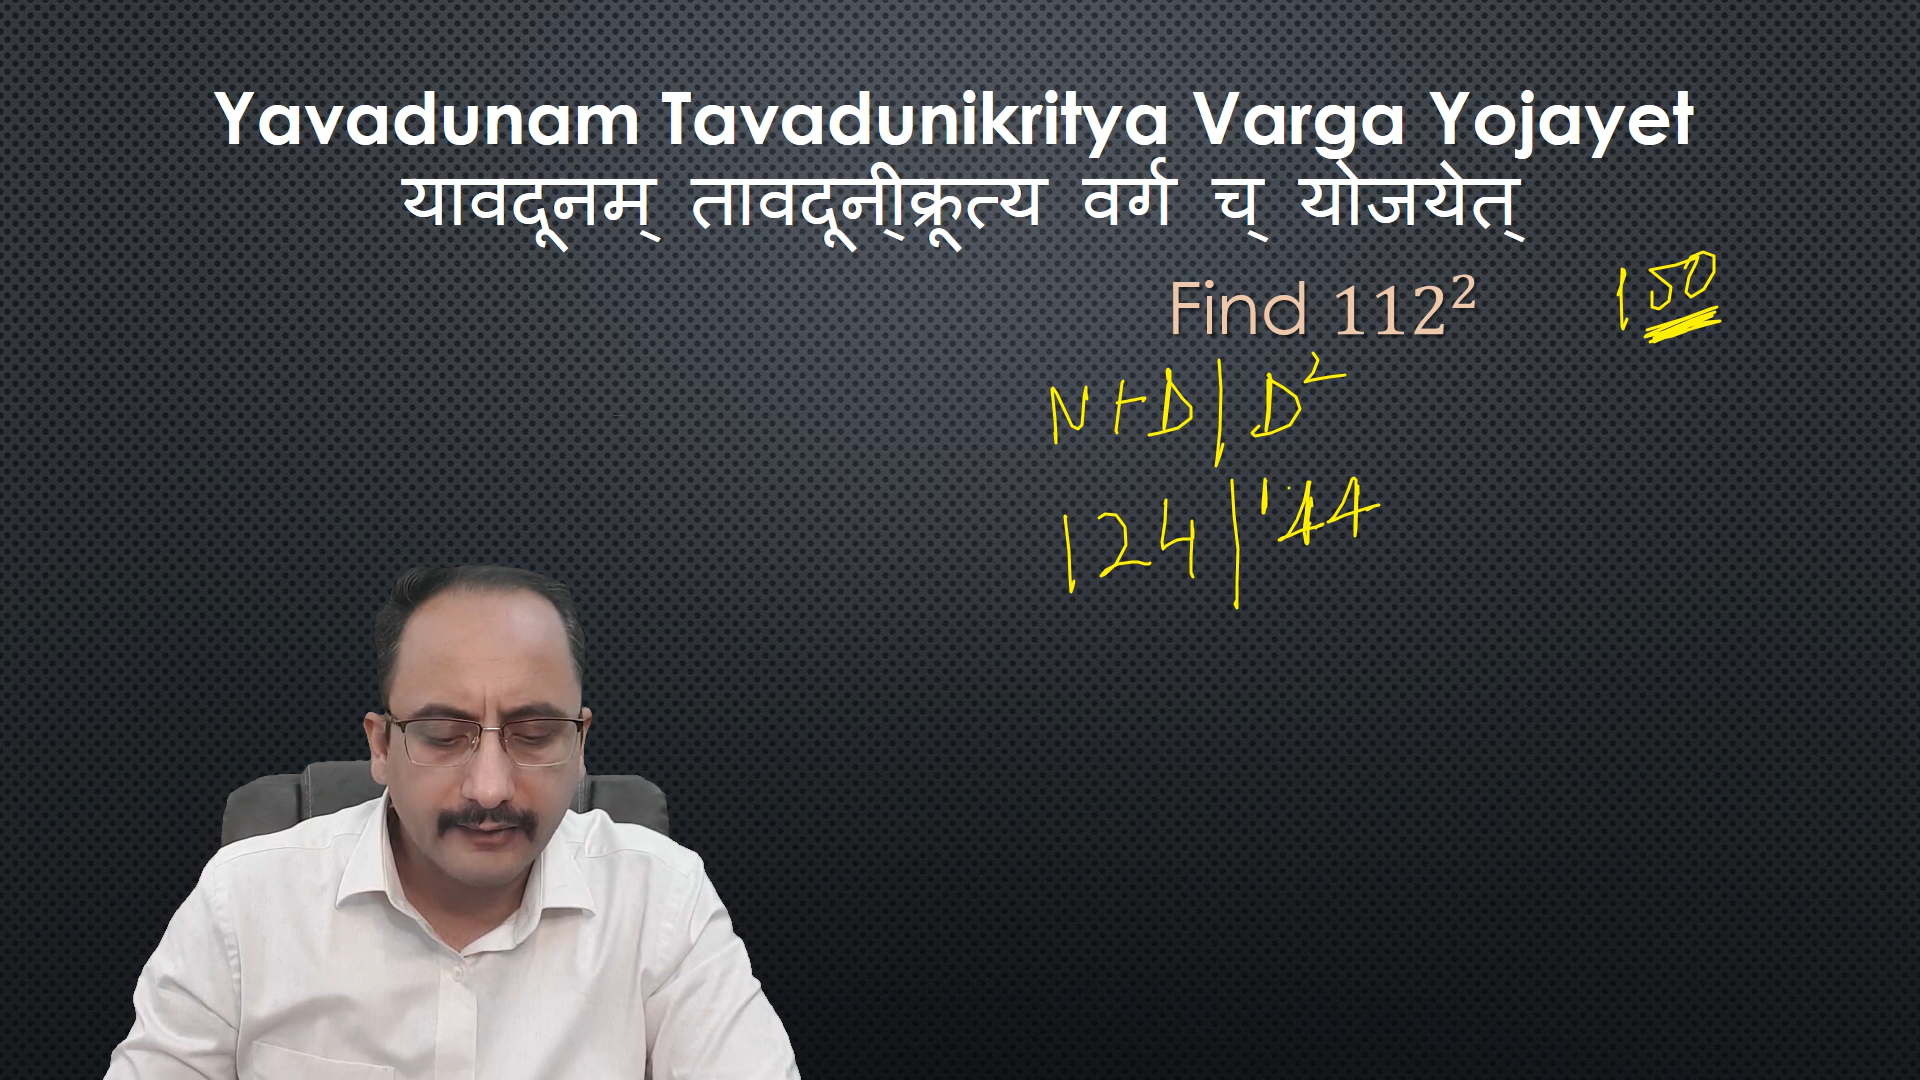 Yavadunam Tavadunikritya Varga Yojayet
यावदूनम् तावदूनी्क्रूत्य वर्ग च् योजयेत्
Find 112²
150
N+D|D²
124|144